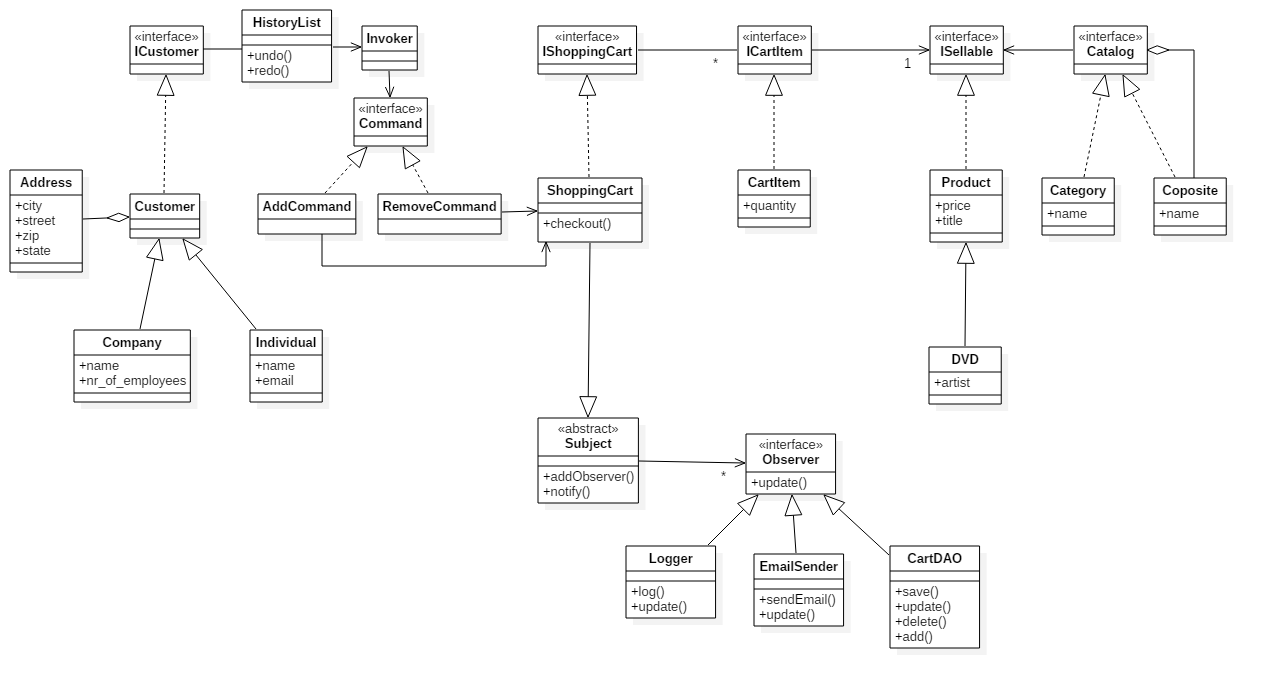 «interface»
ICustomer
HistoryList
+undo()
+redo()
Invoker
«interface»
Command
«interface»
IShoppingCart
*
«interface»
ICartItem
1
«interface»
ISellable
«interface»
Catalog
Address
+city
+street
+zip
+state
Customer
AddCommand
RemoveCommand
ShoppingCart
+checkout()
CartItem
+quantity
Product
+price
+title
Category
+name
Coposite
+name
Company
+name
+nr_of_employees
Individual
+name
+email
DVD
+artist
«abstract»
Subject
+addObserver()
+notify()
*
«interface»
Observer
+update()
Logger
+log()
+update()
EmailSender
+sendEmail()
+update()
CartDAO
+save()
+update()
+delete()
+add()